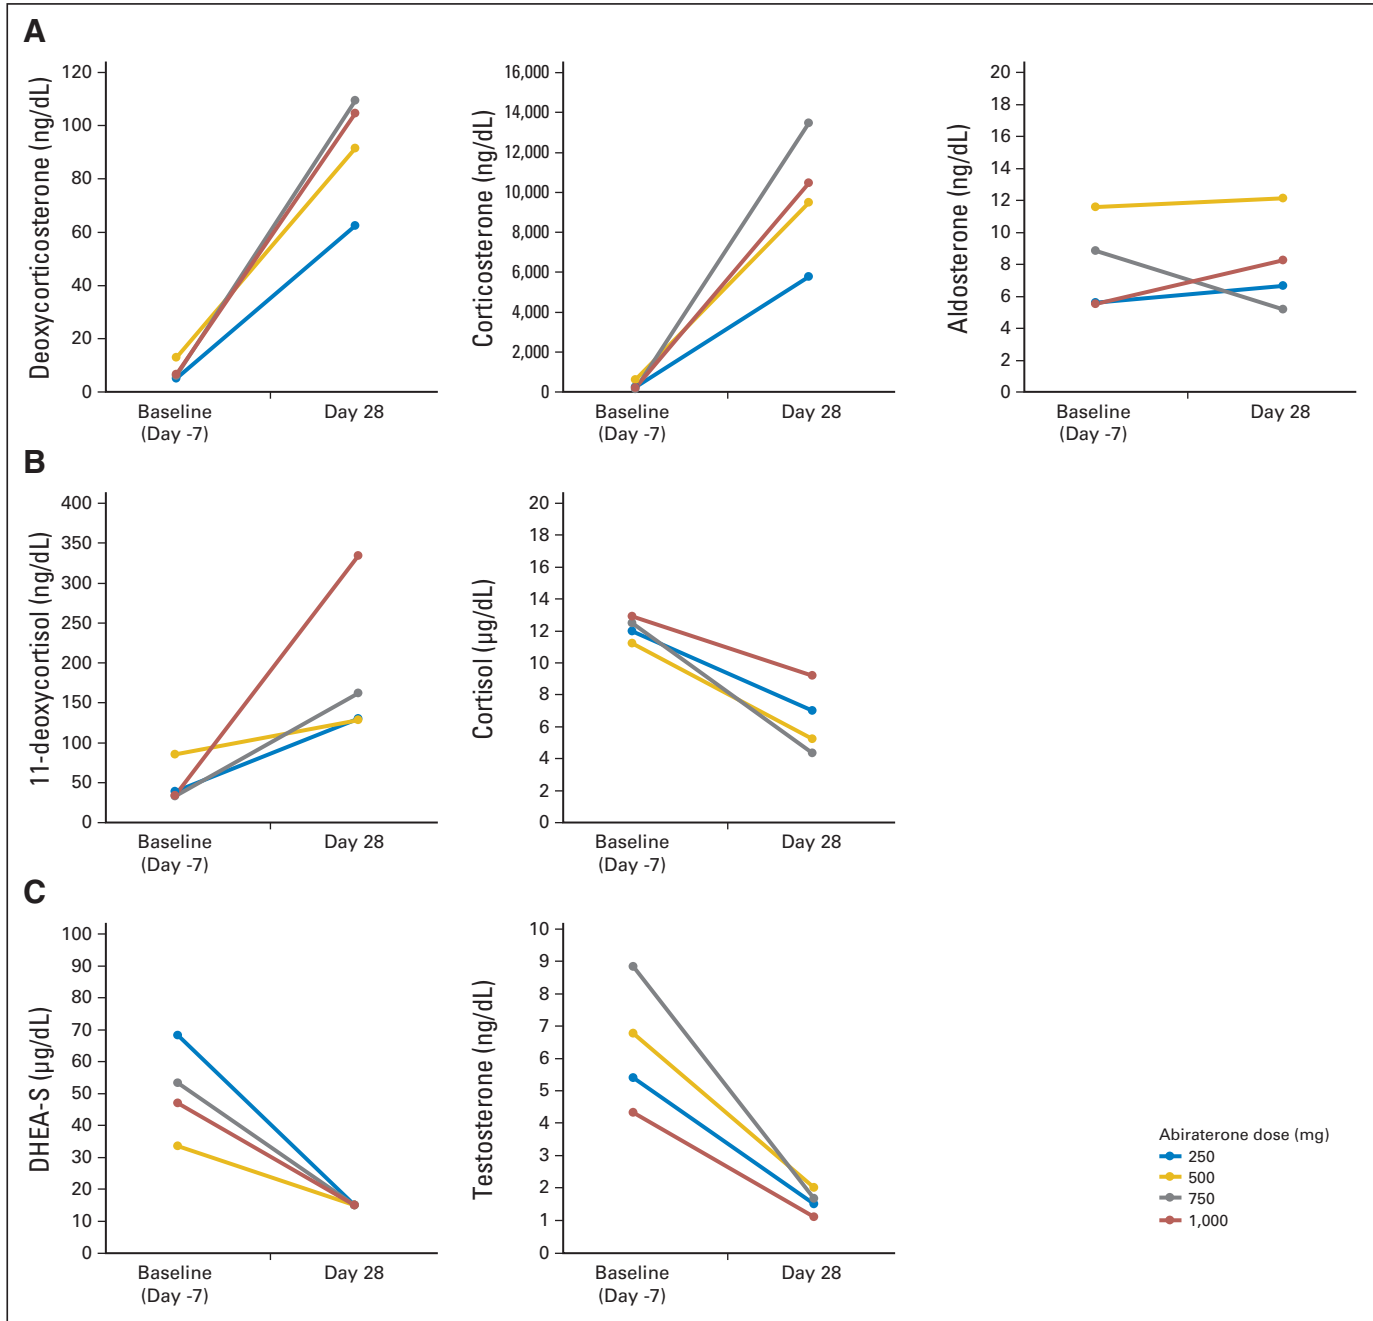 A
Deoxycorticosterone (ng/dL)
120
100
80
60
40
20
0
Baseline
(Day -7)
Day 28
Corticosterone (ng/dL)
16,000
14,000
12,000
10,000
8,000
6,000
4,000
2,000
0
Baseline
(Day -7)
Day 28
Aldosterone (ng/dL)
20
18
16
14
12
10
8
6
4
2
0
Baseline
(Day -7)
Day 28
B
11-deoxycortisol (ng/dL)
400
350
300
250
200
150
100
50
0
Baseline
(Day -7)
Day 28
Cortisol (µg/dL)
20
18
16
14
12
10
8
6
4
2
0
Baseline
(Day -7)
Day 28
C
DHEA-S (µg/dL)
100
90
80
70
60
50
40
30
20
10
0
Baseline
(Day -7)
Day 28
Testosterone (ng/dL)
10
9
8
7
6
5
4
3
2
1
0
Baseline
(Day -7)
Day 28
Abiraterone dose (mg)
250
500
750
1,000